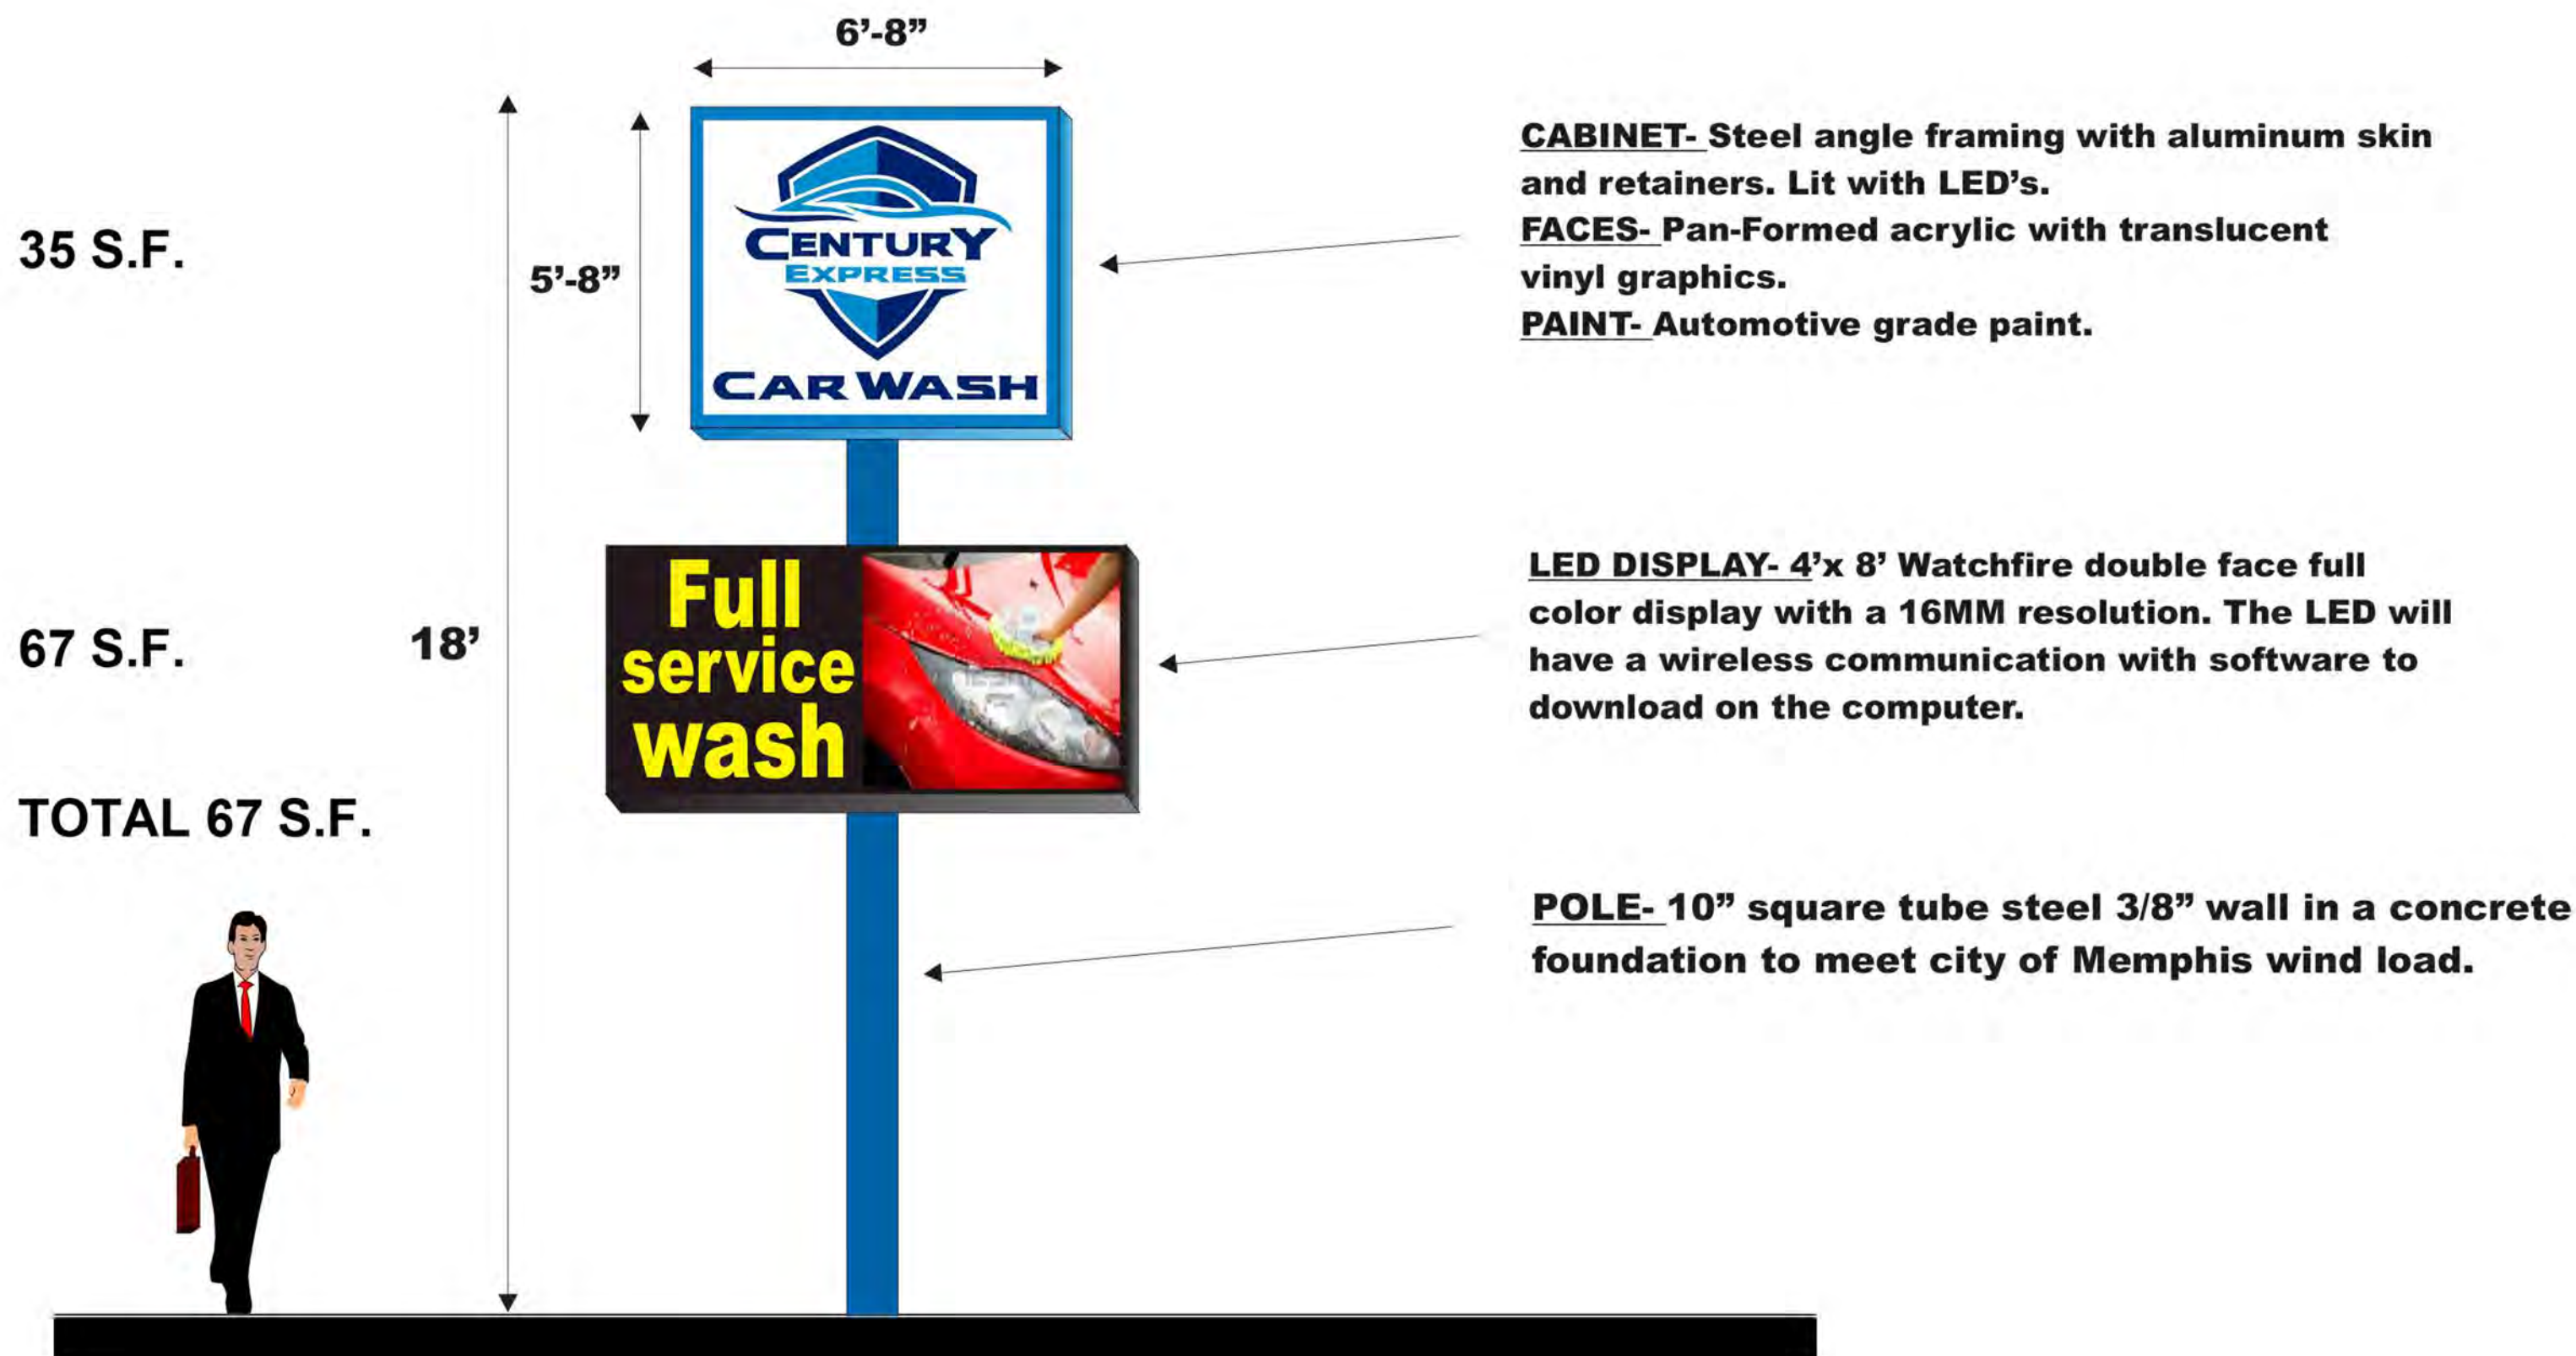 6’-8”
35 S.F.
5’-8”
CENTURY
EXPRESS
CAR WASH
CABINET- Steel angle framing with aluminum skin
and retainers. Lit with LED’s.
FACES- Pan-Formed acrylic with translucent
vinyl graphics.
PAINT- Automotive grade paint.
67 S.F.
18’
Full
service
wash
LED DISPLAY- 4’x 8’ Watchfire double face full
color display with a 16MM resolution. The LED will
have a wireless communication with software to
download on the computer.
TOTAL 67 S.F.
POLE- 10” square tube steel 3/8” wall in a concrete
foundation to meet city of Memphis wind load.